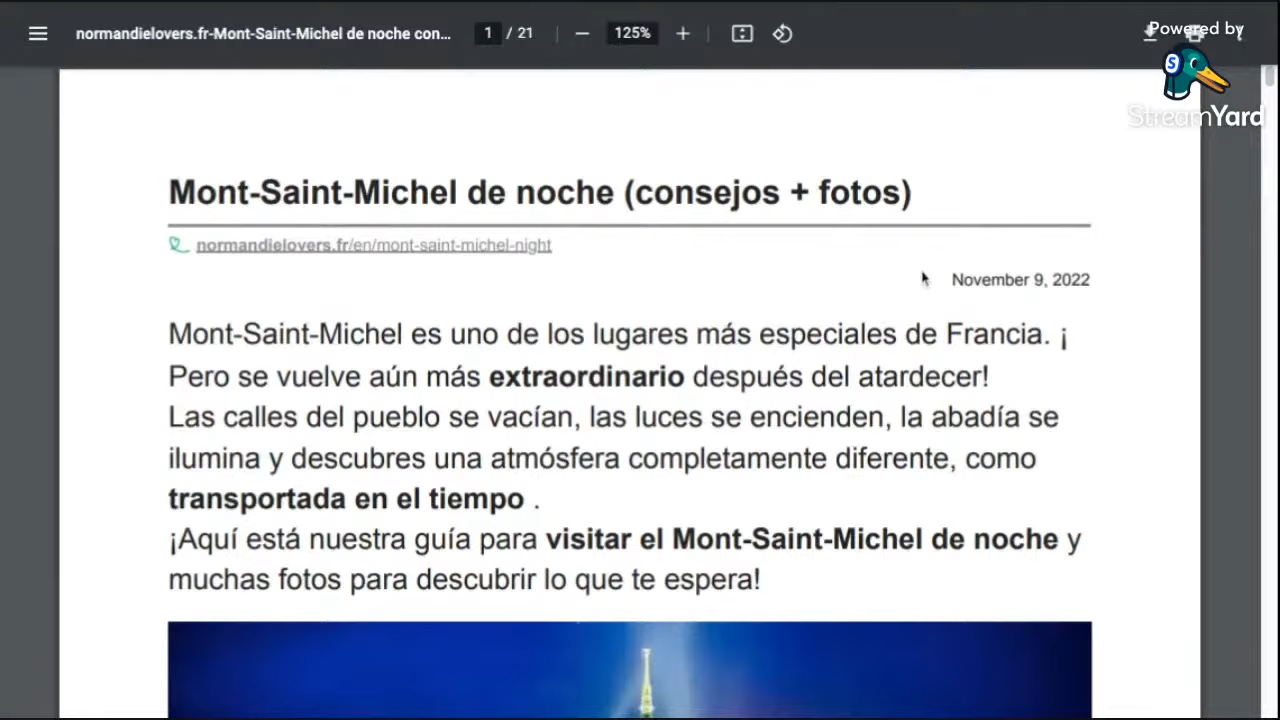 normandielovers.fr-Mont-Saint-Michel de noche con... 1 / 21 125%
Powered by
StreamYard
Mont-Saint-Michel de noche (consejos + fotos)
normandielovers.fr/en/mont-saint-michel-night
November 9, 2022
Mont-Saint-Michel es uno de los lugares más especiales de Francia. ¡
Pero se vuelve aún más extraordinario después del atardecer!
Las calles del pueblo se vacían, las luces se encienden, la abadía se
ilumina y descubres una atmósfera completamente diferente, como
transportada en el tiempo .
¡Aquí está nuestra guía para visitar el Mont-Saint-Michel de noche y
muchas fotos para descubrir lo que te espera!